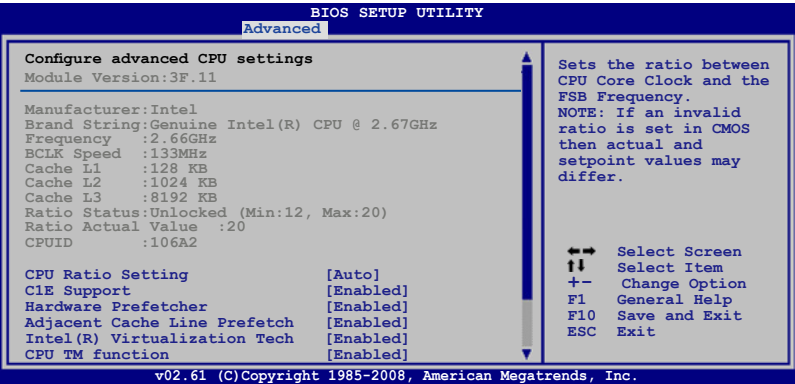 BIOS SETUP UTILITY
Advanced
Configure advanced CPU settings
Module Version:3F.11
Manufacturer:Intel
Brand String:Genuine Intel(R) CPU @ 2.67GHz
Frequency :2.66GHz
BCLK Speed :133MHz
Cache L1 :128 KB
Cache L2 :1024 KB
Cache L3 :8192 KB
Ratio Status:Unlocked (Min:12, Max:20)
Ratio Actual Value :20
CPUID :106A2
CPU Ratio Setting [Auto]
C1E Support [Enabled]
Hardware Prefetcher [Enabled]
Adjacent Cache Line Prefetch [Enabled]
Intel(R) Virtualization Tech [Enabled]
CPU TM function [Enabled]
Sets the ratio between
CPU Core Clock and the
FSB Frequency.
NOTE: If an invalid
ratio is set in CMOS
then actual and
setpoint values may
differ.
←→ Select Screen
↑↓ Select Item
+- Change Option
F1 General Help
F10 Save and Exit
ESC Exit
v02.61 (C)Copyright 1985-2008, American Megatrends, Inc.